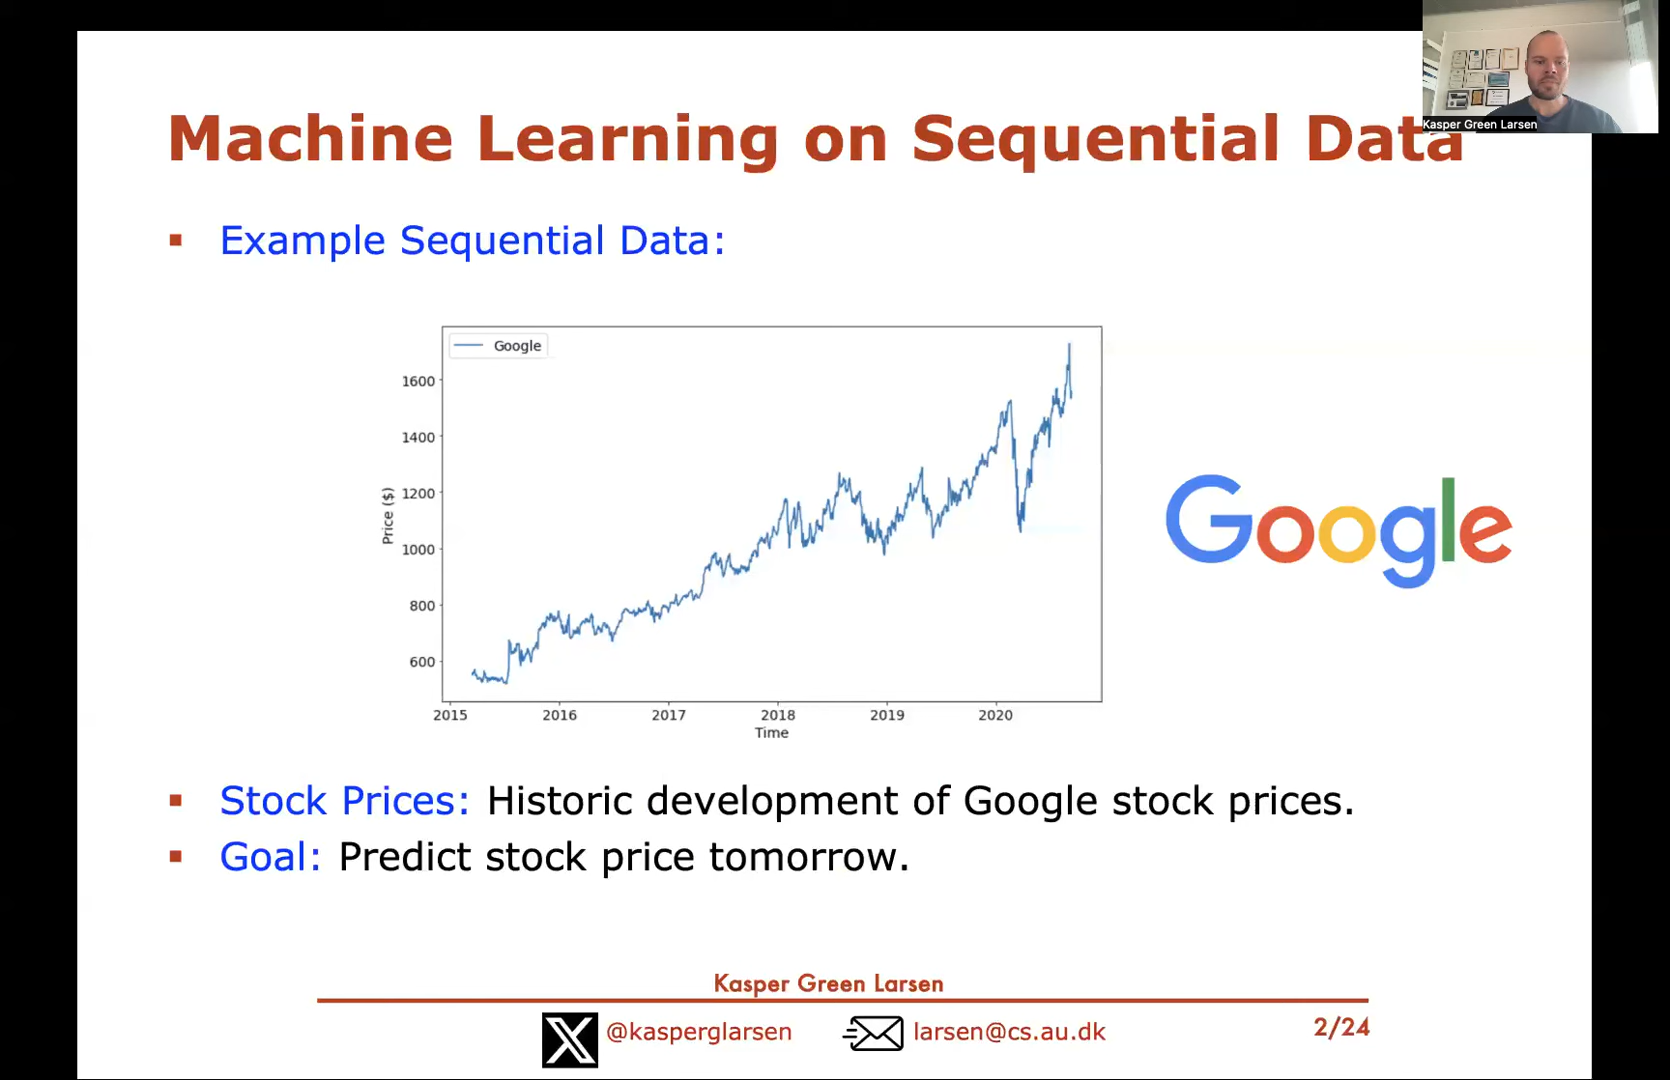 Kasper Green Larsen
Machine Learning on Sequential Data
Example Sequential Data:
Google
1600
1400
1200
1000
800
600
Price ($)
2015 2016 2017 2018 2019 2020
Time
Google
Stock Prices: Historic development of Google stock prices.
Goal: Predict stock price tomorrow.
Kasper Green Larsen
@kasperglarsen larsen@cs.au.dk 2/24